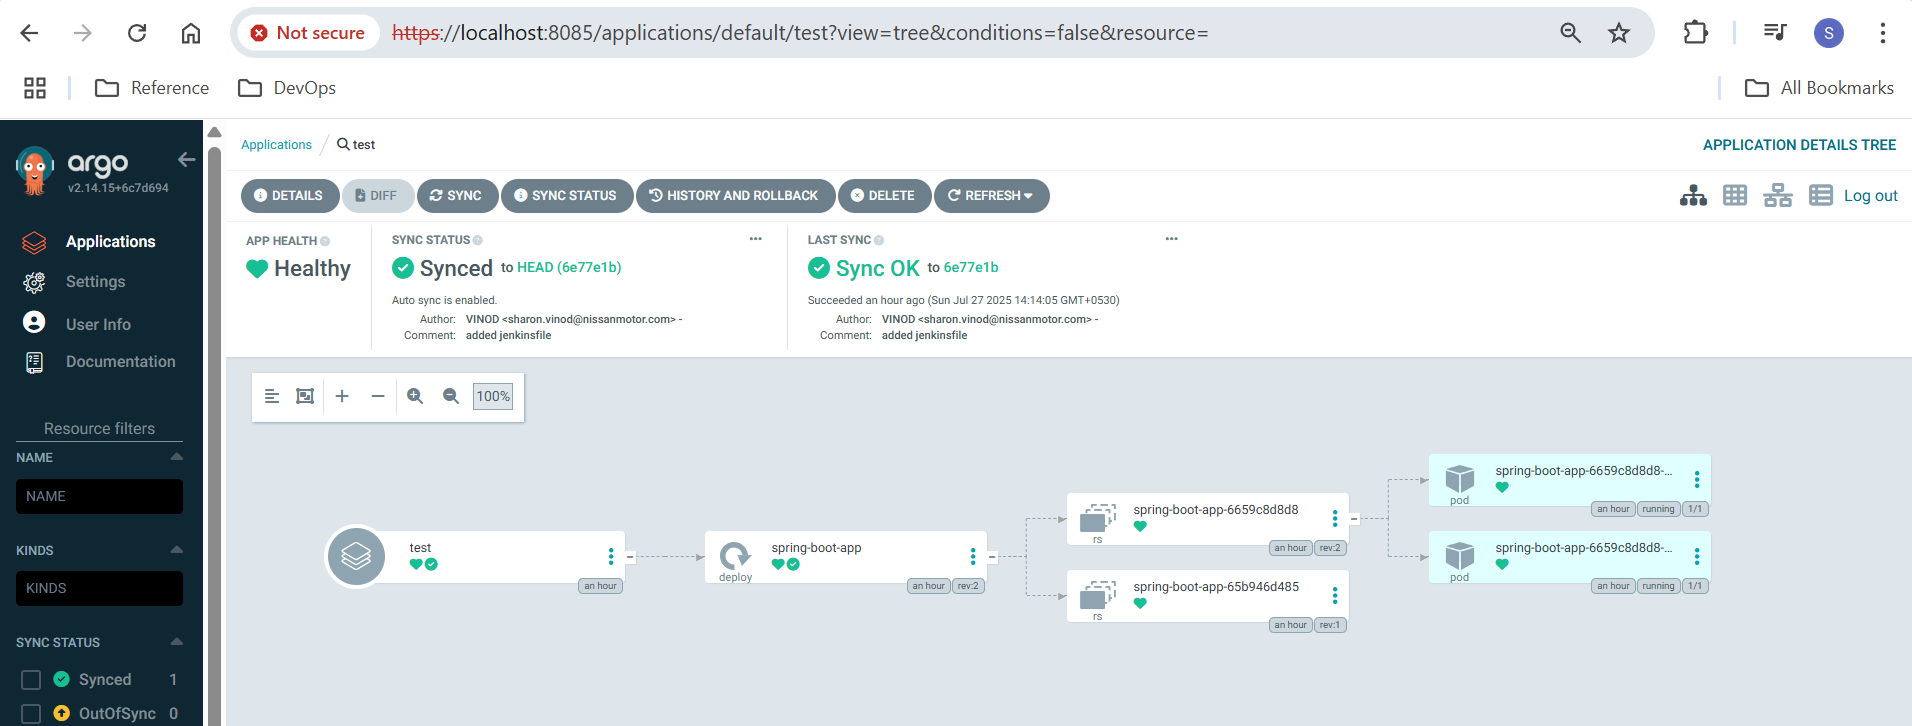 Not secure https://localhost:8085/applications/default/test?view=tree&conditions=false&resource= S
Reference DevOps All Bookmarks
argo
v2.14.15+6c7d694
Applications
Settings
User Info
Documentation
Resource filters
NAME
NAME
KINDS
KINDS
SYNC STATUS
Synced 1
OutOfSync 0
Applications / test APPLICATION DETAILS TREE
DETAILS DIFF SYNC SYNC STATUS HISTORY AND ROLLBACK DELETE REFRESH Log out
APP HEALTH
Healthy
SYNC STATUS
Synced to HEAD (6e77e1b)
Auto sync is enabled.
Author: VINOD <sharon.vinod@nissanmotor.com> -
Comment: added jenkinsfile
LAST SYNC
Sync OK to 6e77e1b
Succeeded an hour ago (Sun Jul 27 2025 14:14:05 GMT+0530)
Author: VINOD <sharon.vinod@nissanmotor.com> -
Comment: added jenkinsfile
100%
test
an hour
spring-boot-app
deploy
an hour rev:2
spring-boot-app-6659c8d8d8
rs
an hour rev:2
spring-boot-app-65b946d485
rs
an hour rev:1
spring-boot-app-6659c8d8d8-...
pod
an hour running 1/1
spring-boot-app-6659c8d8d8-...
pod
an hour running 1/1